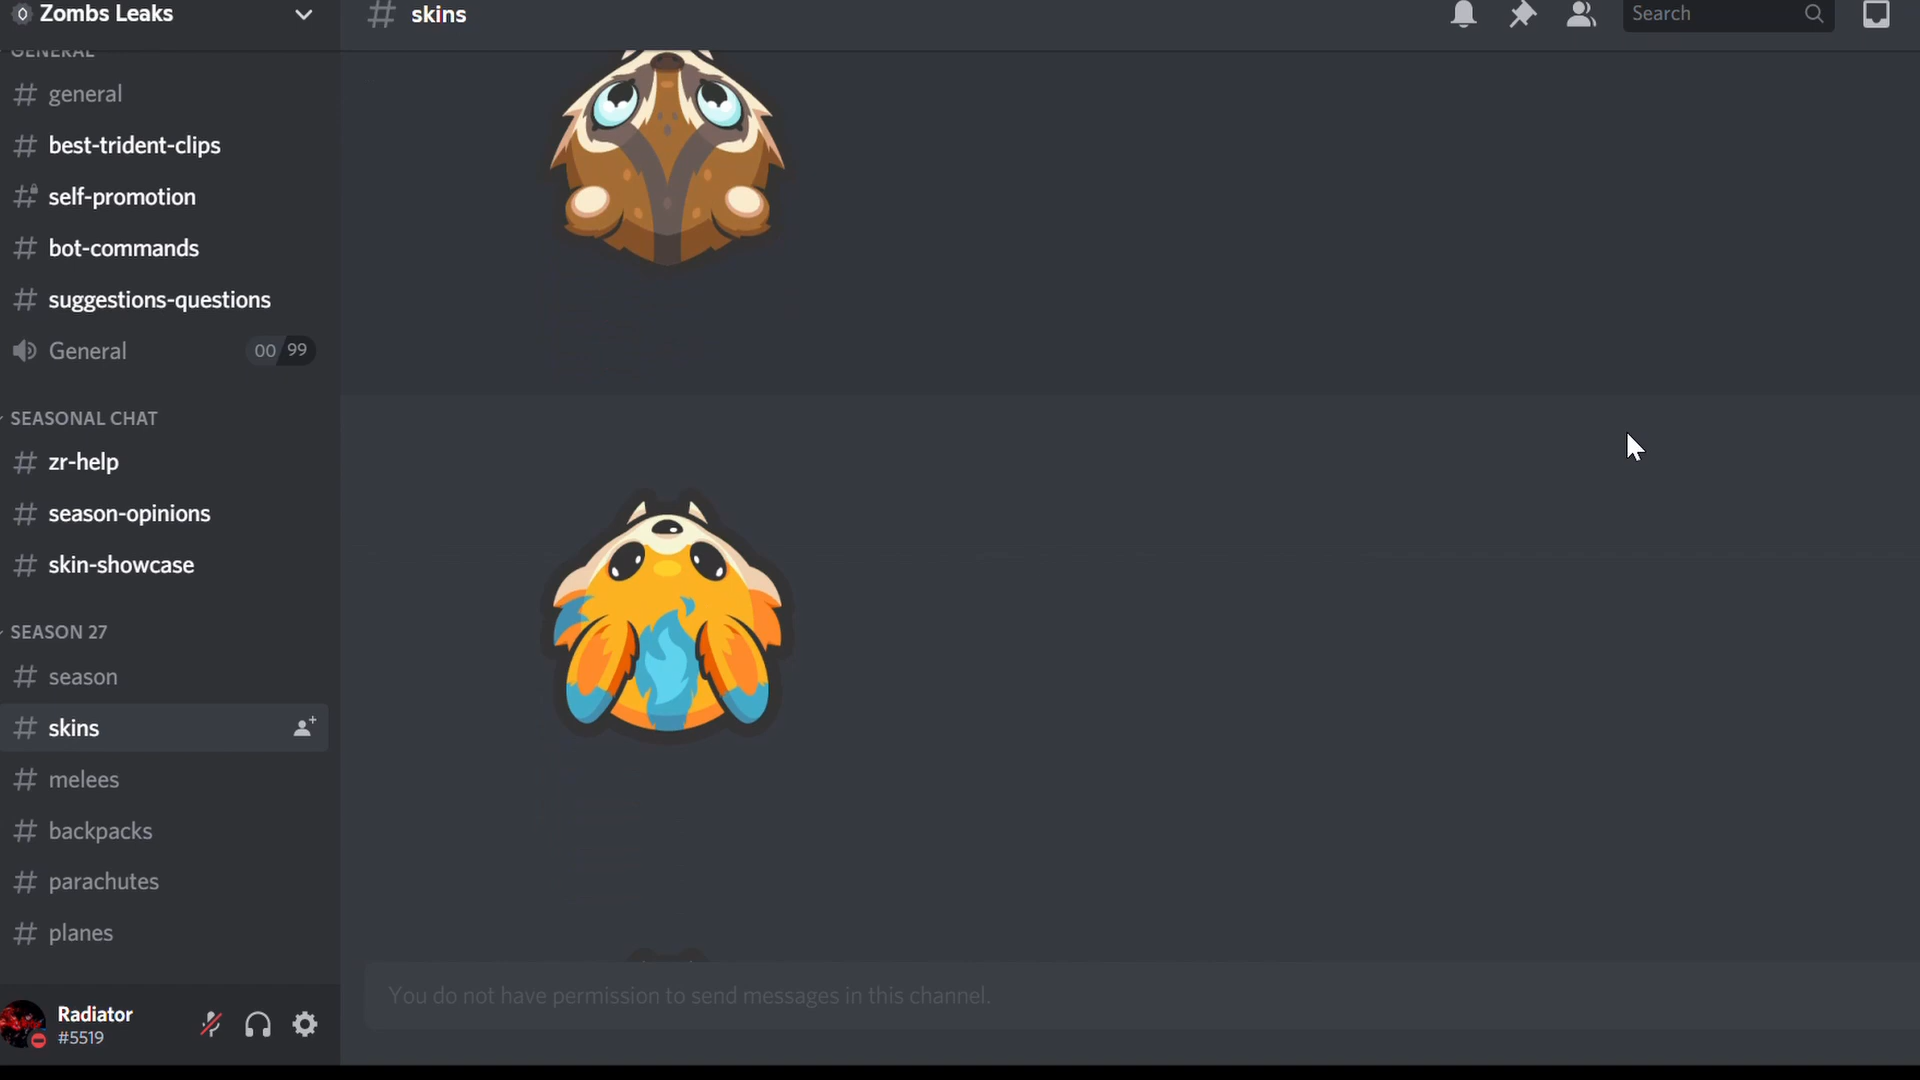 Zombs Leaks
GENERAL
general
best-trident-clips
self-promotion
bot-commands
suggestions-questions
General
00 99
SEASONAL CHAT
zr-help
season-opinions
skin-showcase
SEASON 27
season
skins
melees
backpacks
parachutes
planes
Radiator
#5519
skins
Search
You do not have permission to send messages in this channel.